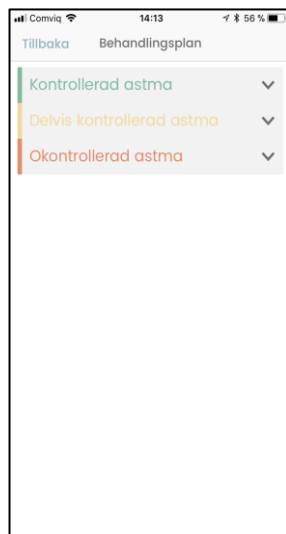 Comviq 14:13 56 %
Tillbaka Behandlingsplan
Kontrollerad astma
Delvis kontrollerad astma
Okontrollerad astma